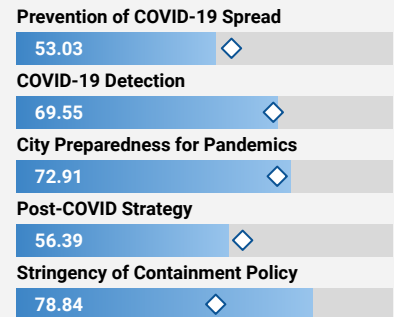 Prevention of COVID-19 Spread
53.03
COVID-19 Detection
69.55
City Preparedness for Pandemics
72.91
Post-COVID Strategy
56.39
Stringency of Containment Policy
78.84